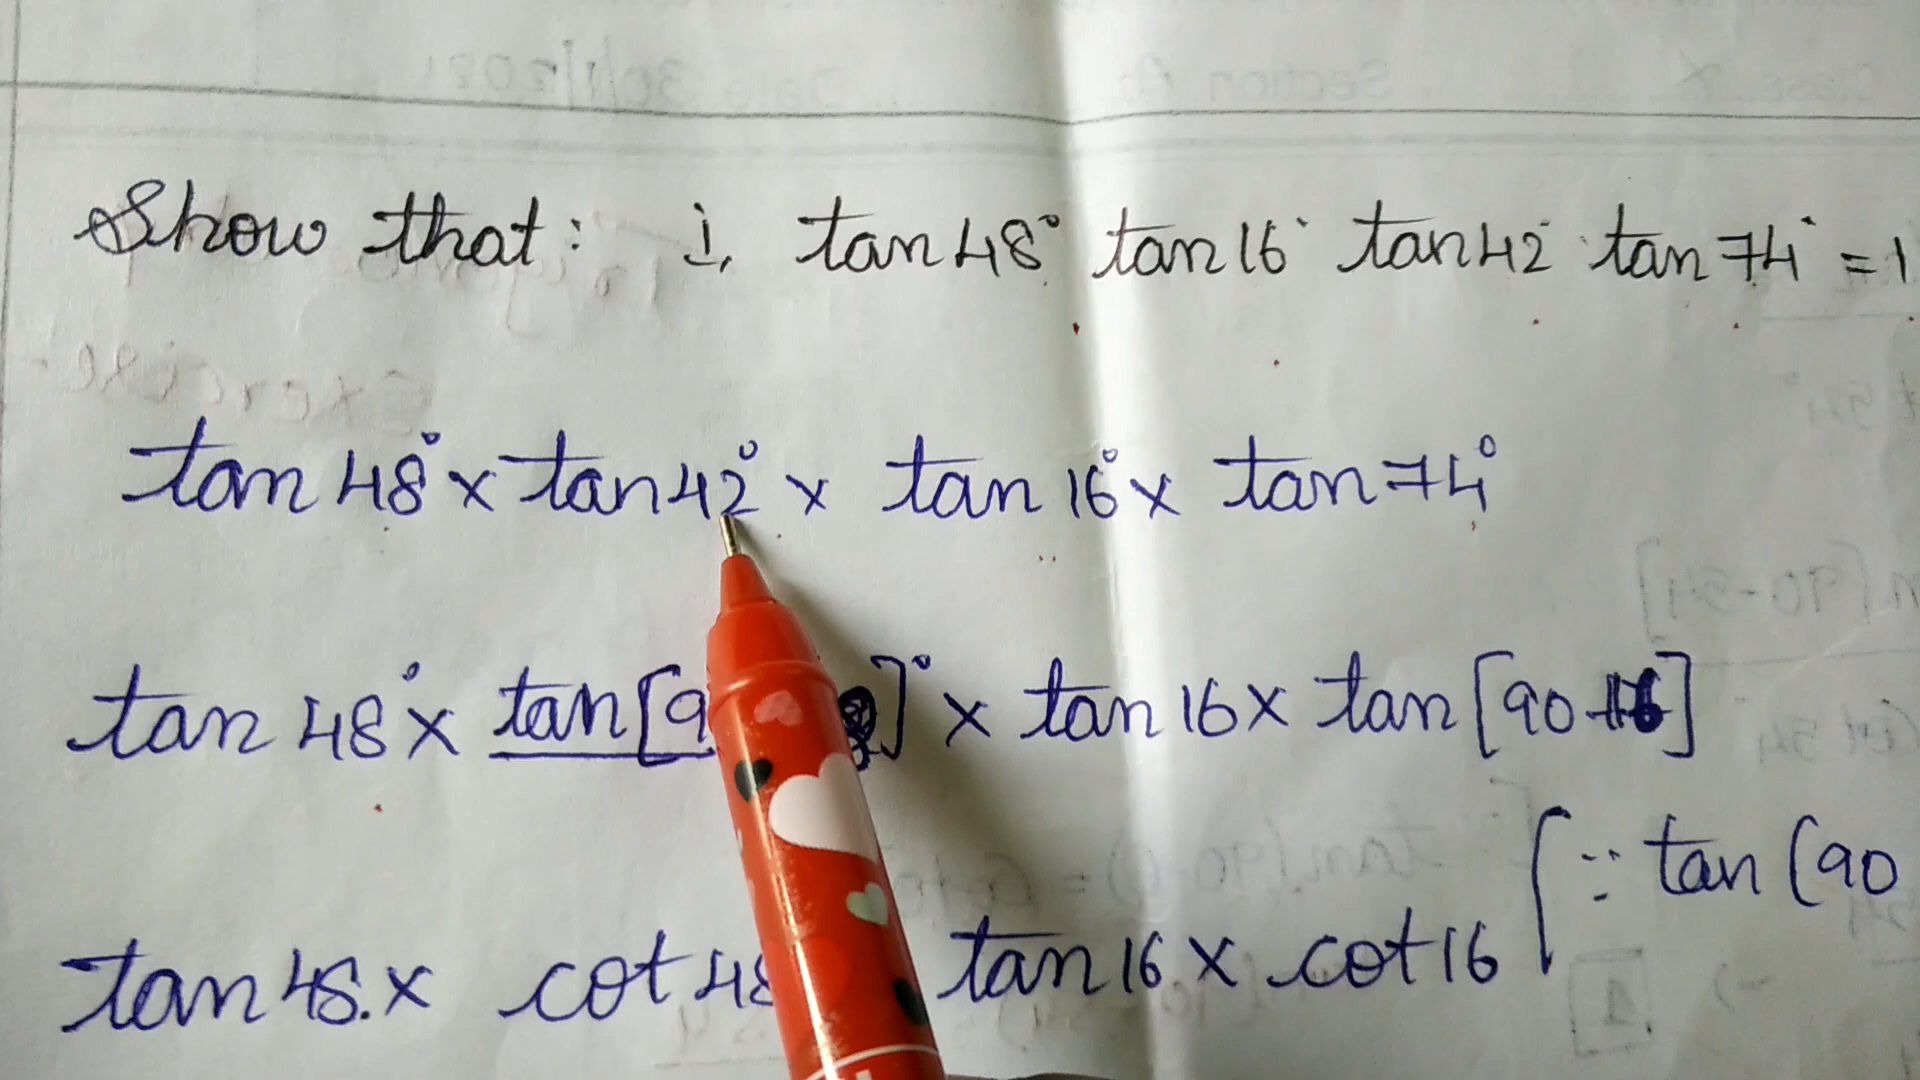 Show that: i, tan48° tan16° tan42° tan74° = 1
tan48° x tan42° x tan16° x tan74°
tan48° x tan[9 ]° x tan16 x tan[90-16]
[∵ tan(90
tan48. x cot48 tan16 x cot16